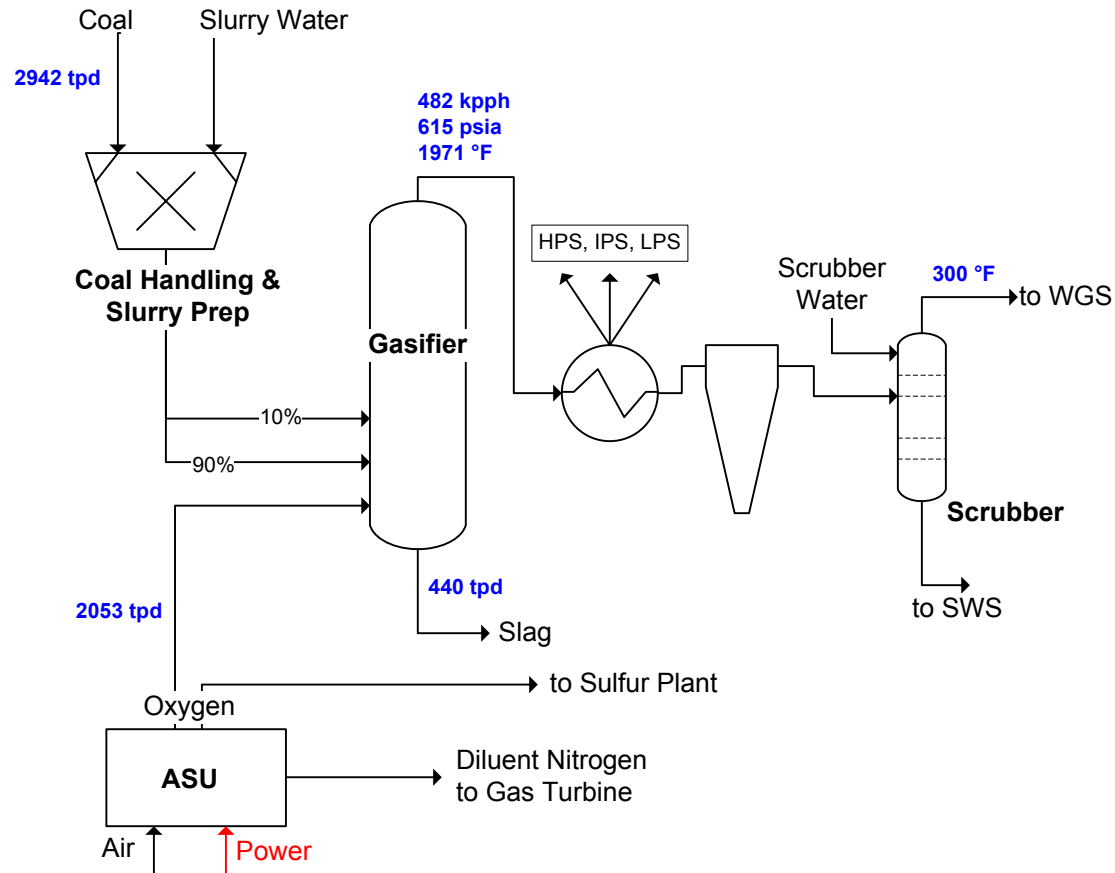 Coal
Slurry Water
2942 tpd
482 kpph
615 psia
1971 °F
HPS, IPS, LPS
Coal Handling &
Slurry Prep
Scrubber
Water
300 °F
to WGS
Gasifier
10%
90%
Scrubber
2053 tpd
440 tpd
to SWS
Slag
Oxygen
to Sulfur Plant
ASU
Diluent Nitrogen
to Gas Turbine
Air
Power